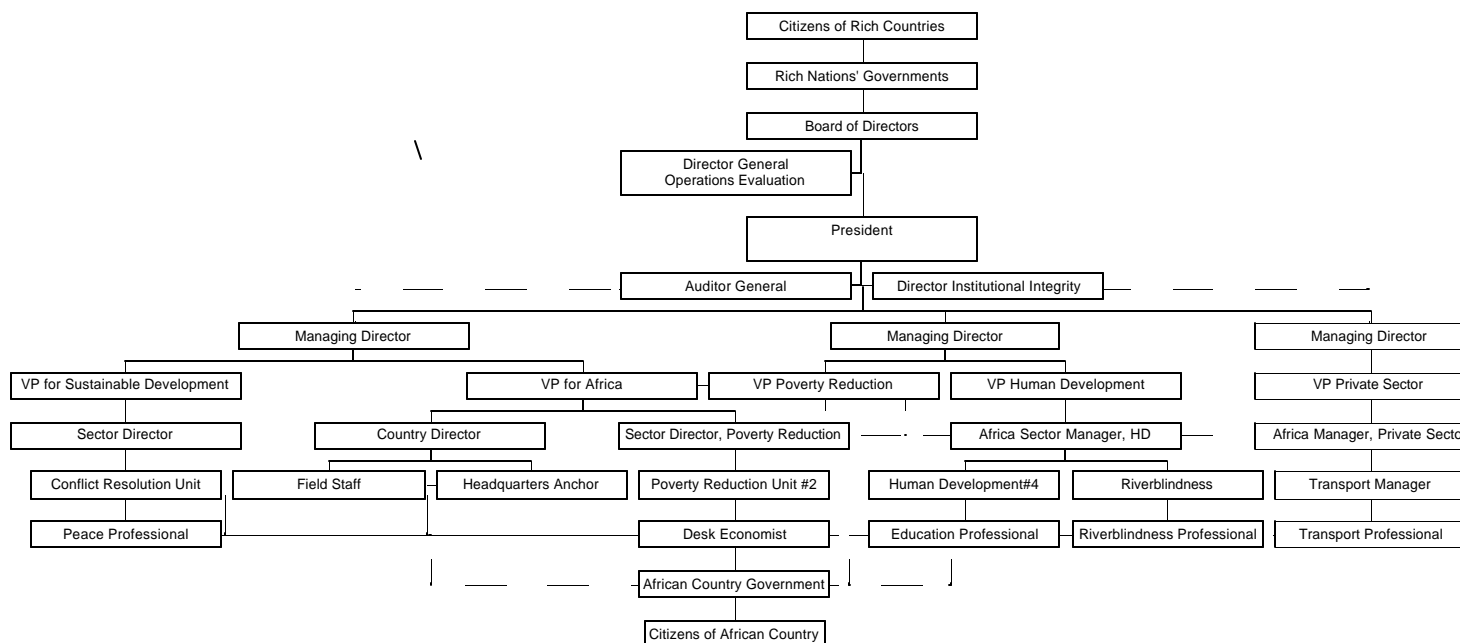 Citizens of Rich Countries
Rich Nations' Governments
Board of Directors
Director General
Operations Evaluation
President
Auditor General
Director Institutional Integrity
Managing Director
Managing Director
Managing Director
VP for Sustainable Development
VP for Africa
VP Poverty Reduction
VP Human Development
VP Private Sector
Sector Director
Country Director
Sector Director, Poverty Reduction
Africa Sector Manager, HD
Africa Manager, Private Secto
Conflict Resolution Unit
Field Staff
Headquarters Anchor
Poverty Reduction Unit #2
Human Development#4
Riverblindness
Transport Manager
Peace Professional
Desk Economist
Education Professional
Riverblindness Professional
Transport Professional
African Country Government
Citizens of African Country